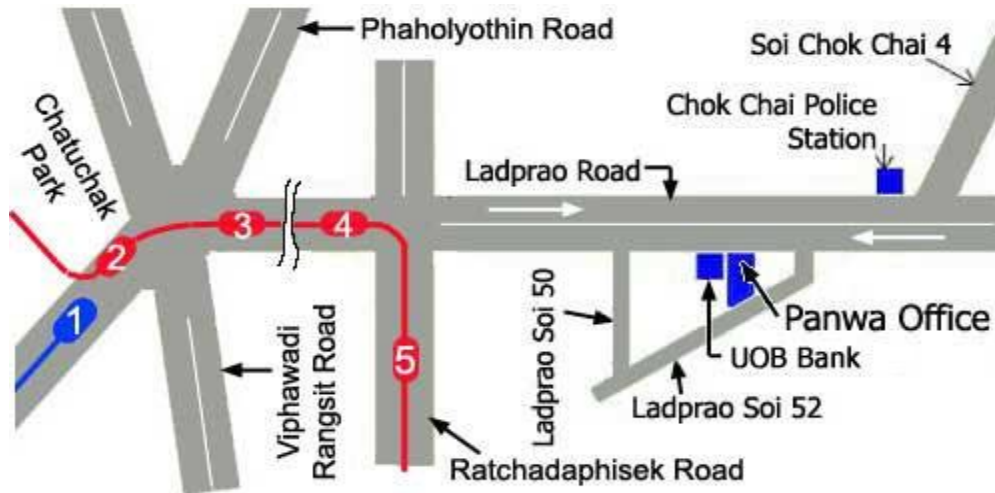 Phaholyothin Road
Soi Chok Chai 4
Chok Chai Police
Station
Chatuchak
Park
Ladprao Road
1
2
3
4
5
Viphawadi
Rangsit Road
Ladprao Soi 50
Panwa Office
UOB Bank
Ladprao Soi 52
Ratchadaphisek Road